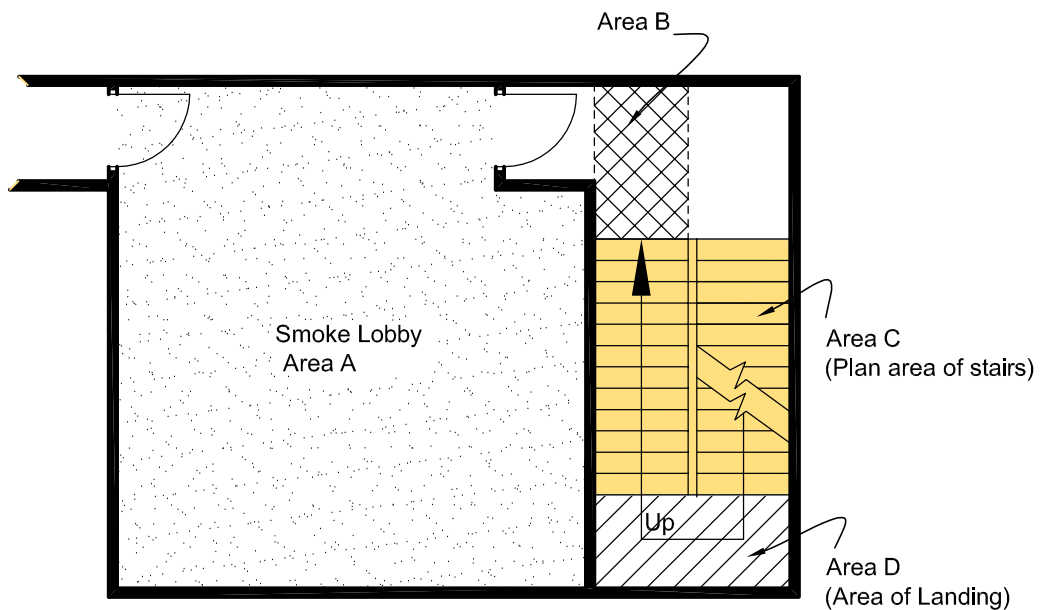 Area B
Smoke Lobby
Area A
Area C
(Plan area of stairs)
Up
Area D
(Area of Landing)